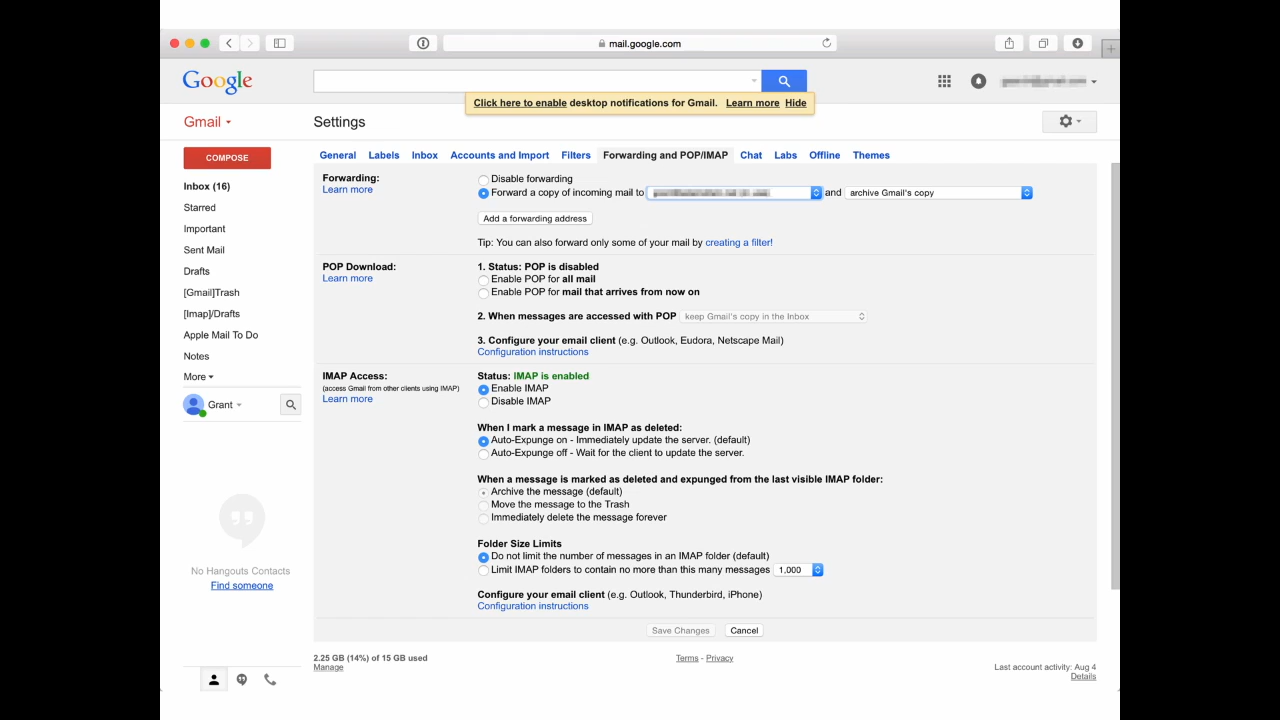 mail.google.com
Google
Click here to enable desktop notifications for Gmail. Learn more Hide
Gmail
Settings
COMPOSE
Inbox (16)
Starred
Important
Sent Mail
Drafts
[Gmail]Trash
[Imap]/Drafts
Apple Mail To Do
Notes
More
Grant
No Hangouts Contacts
Find someone
General Labels Inbox Accounts and Import Filters Forwarding and POP/IMAP Chat Labs Offline Themes
Forwarding:
Learn more
Disable forwarding
Forward a copy of incoming mail to and archive Gmail's copy
Add a forwarding address
Tip: You can also forward only some of your mail by creating a filter!
POP Download:
Learn more
1. Status: POP is disabled
Enable POP for all mail
Enable POP for mail that arrives from now on
2. When messages are accessed with POP keep Gmail's copy in the Inbox
3. Configure your email client (e.g. Outlook, Eudora, Netscape Mail)
Configuration instructions
IMAP Access:
(access Gmail from other clients using IMAP)
Learn more
Status: IMAP is enabled
Enable IMAP
Disable IMAP
When I mark a message in IMAP as deleted:
Auto-Expunge on - Immediately update the server. (default)
Auto-Expunge off - Wait for the client to update the server.
When a message is marked as deleted and expunged from the last visible IMAP folder:
Archive the message (default)
Move the message to the Trash
Immediately delete the message forever
Folder Size Limits
Do not limit the number of messages in an IMAP folder (default)
Limit IMAP folders to contain no more than this many messages 1,000
Configure your email client (e.g. Outlook, Thunderbird, iPhone)
Configuration instructions
Save Changes Cancel
2.25 GB (14%) of 15 GB used
Manage
Terms - Privacy
Last account activity: Aug 4
Details